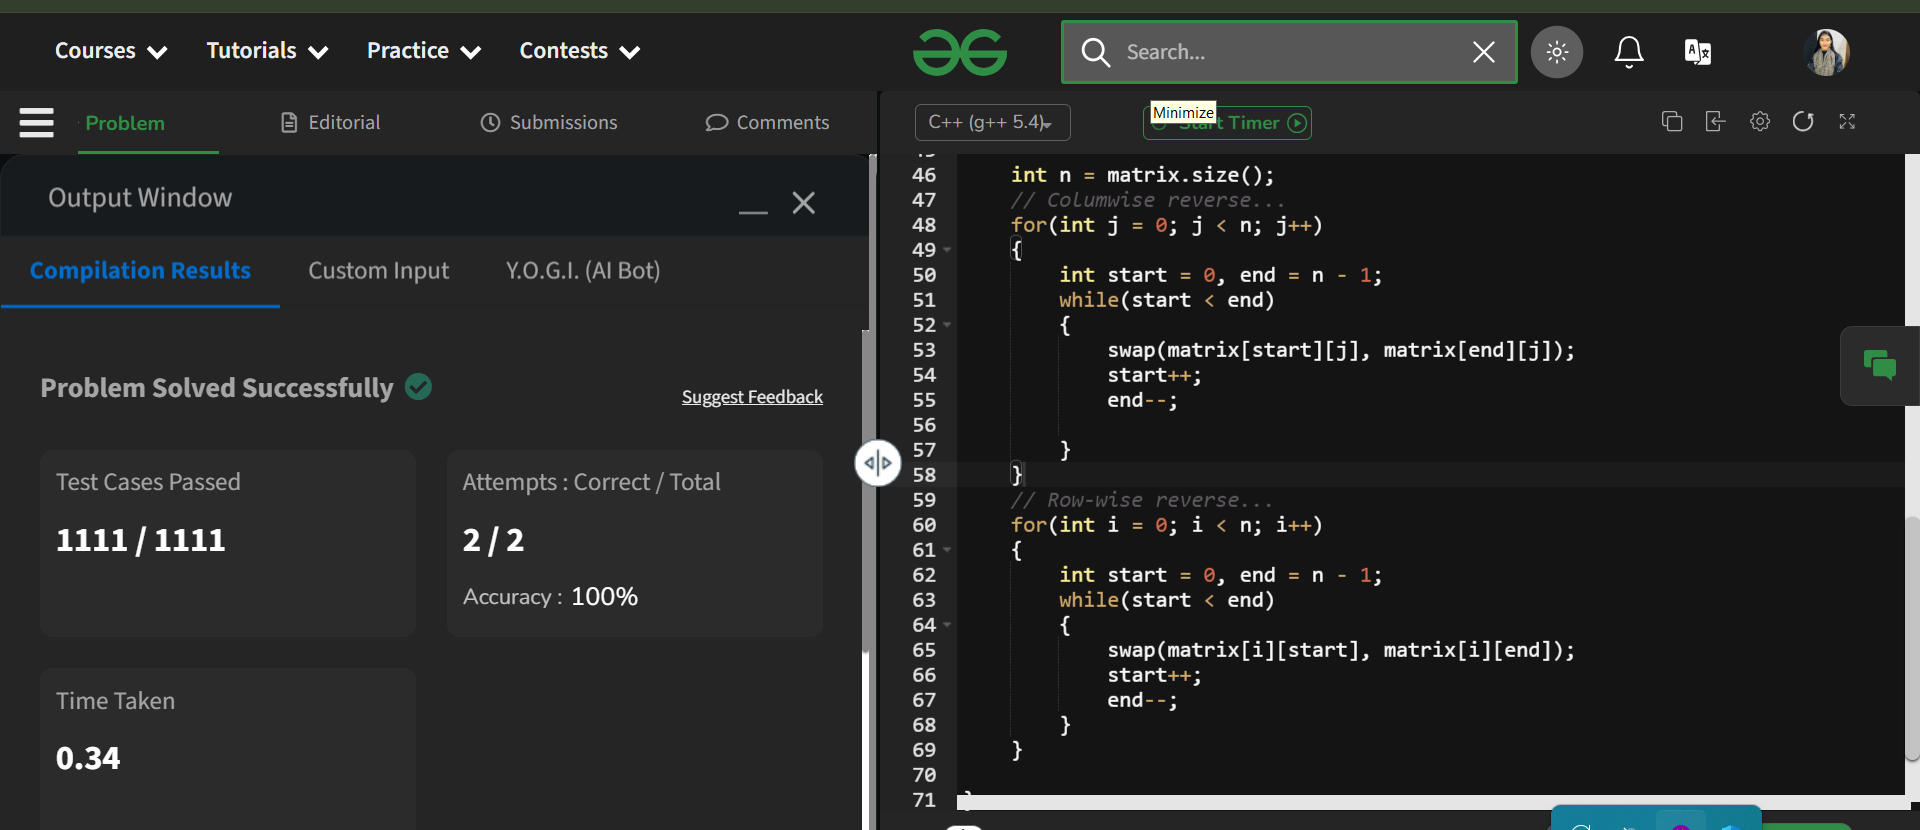 Courses Tutorials Practice Contests
Search...
Problem Editorial Submissions Comments
C++ (g++ 5.4)
Minimize
Start Timer
Output Window
Compilation Results Custom Input Y.O.G.I. (AI Bot)
Problem Solved Successfully
Suggest Feedback
Test Cases Passed
1111 / 1111
Attempts : Correct / Total
2 / 2
Accuracy : 100%
Time Taken
0.34
46 int n = matrix.size();
47 // Columwise reverse...
48 for(int j = 0; j < n; j++)
49 {
50 int start = 0, end = n - 1;
51 while(start < end)
52 {
53 swap(matrix[start][j], matrix[end][j]);
54 start++;
55 end--;
56
57 }
58 }
59 // Row-wise reverse...
60 for(int i = 0; i < n; i++)
61 {
62 int start = 0, end = n - 1;
63 while(start < end)
64 {
65 swap(matrix[i][start], matrix[i][end]);
66 start++;
67 end--;
68 }
69 }
70
71